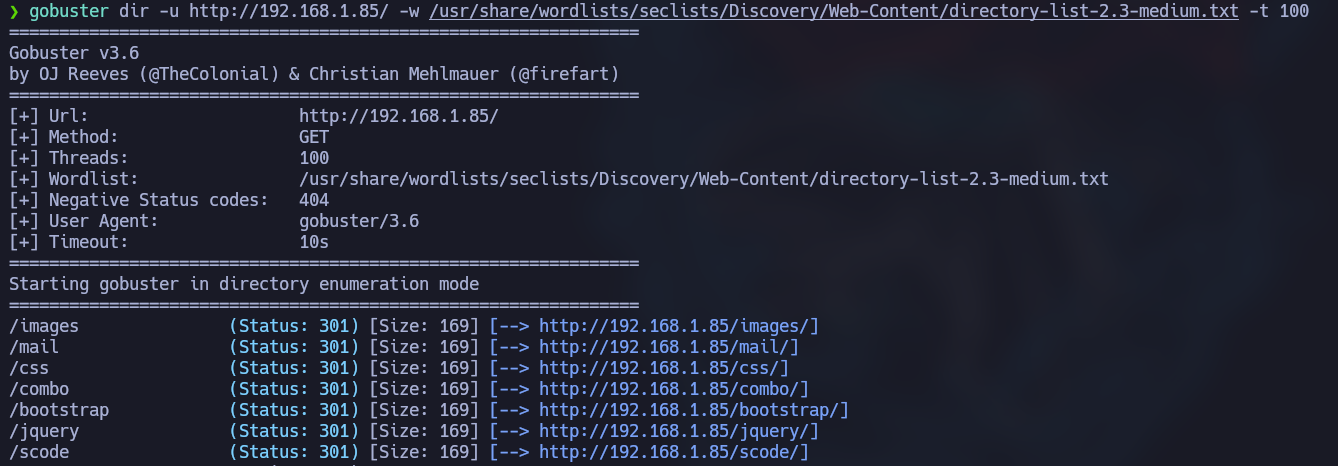 ❯ gobuster dir -u http://192.168.1.85/ -w /usr/share/wordlists/seclists/Discovery/Web-Content/directory-list-2.3-medium.txt -t 100
===============================================================
Gobuster v3.6
by OJ Reeves (@TheColonial) & Christian Mehlmauer (@firefart)
===============================================================
[+] Url:                     http://192.168.1.85/
[+] Method:                  GET
[+] Threads:                 100
[+] Wordlist:                /usr/share/wordlists/seclists/Discovery/Web-Content/directory-list-2.3-medium.txt
[+] Negative Status codes:   404
[+] User Agent:              gobuster/3.6
[+] Timeout:                 10s
===============================================================
Starting gobuster in directory enumeration mode
===============================================================
/images               (Status: 301) [Size: 169] [--> http://192.168.1.85/images/]
/mail                 (Status: 301) [Size: 169] [--> http://192.168.1.85/mail/]
/css                  (Status: 301) [Size: 169] [--> http://192.168.1.85/css/]
/combo                (Status: 301) [Size: 169] [--> http://192.168.1.85/combo/]
/bootstrap            (Status: 301) [Size: 169] [--> http://192.168.1.85/bootstrap/]
/jquery               (Status: 301) [Size: 169] [--> http://192.168.1.85/jquery/]
/scode                (Status: 301) [Size: 169] [--> http://192.168.1.85/scode/]